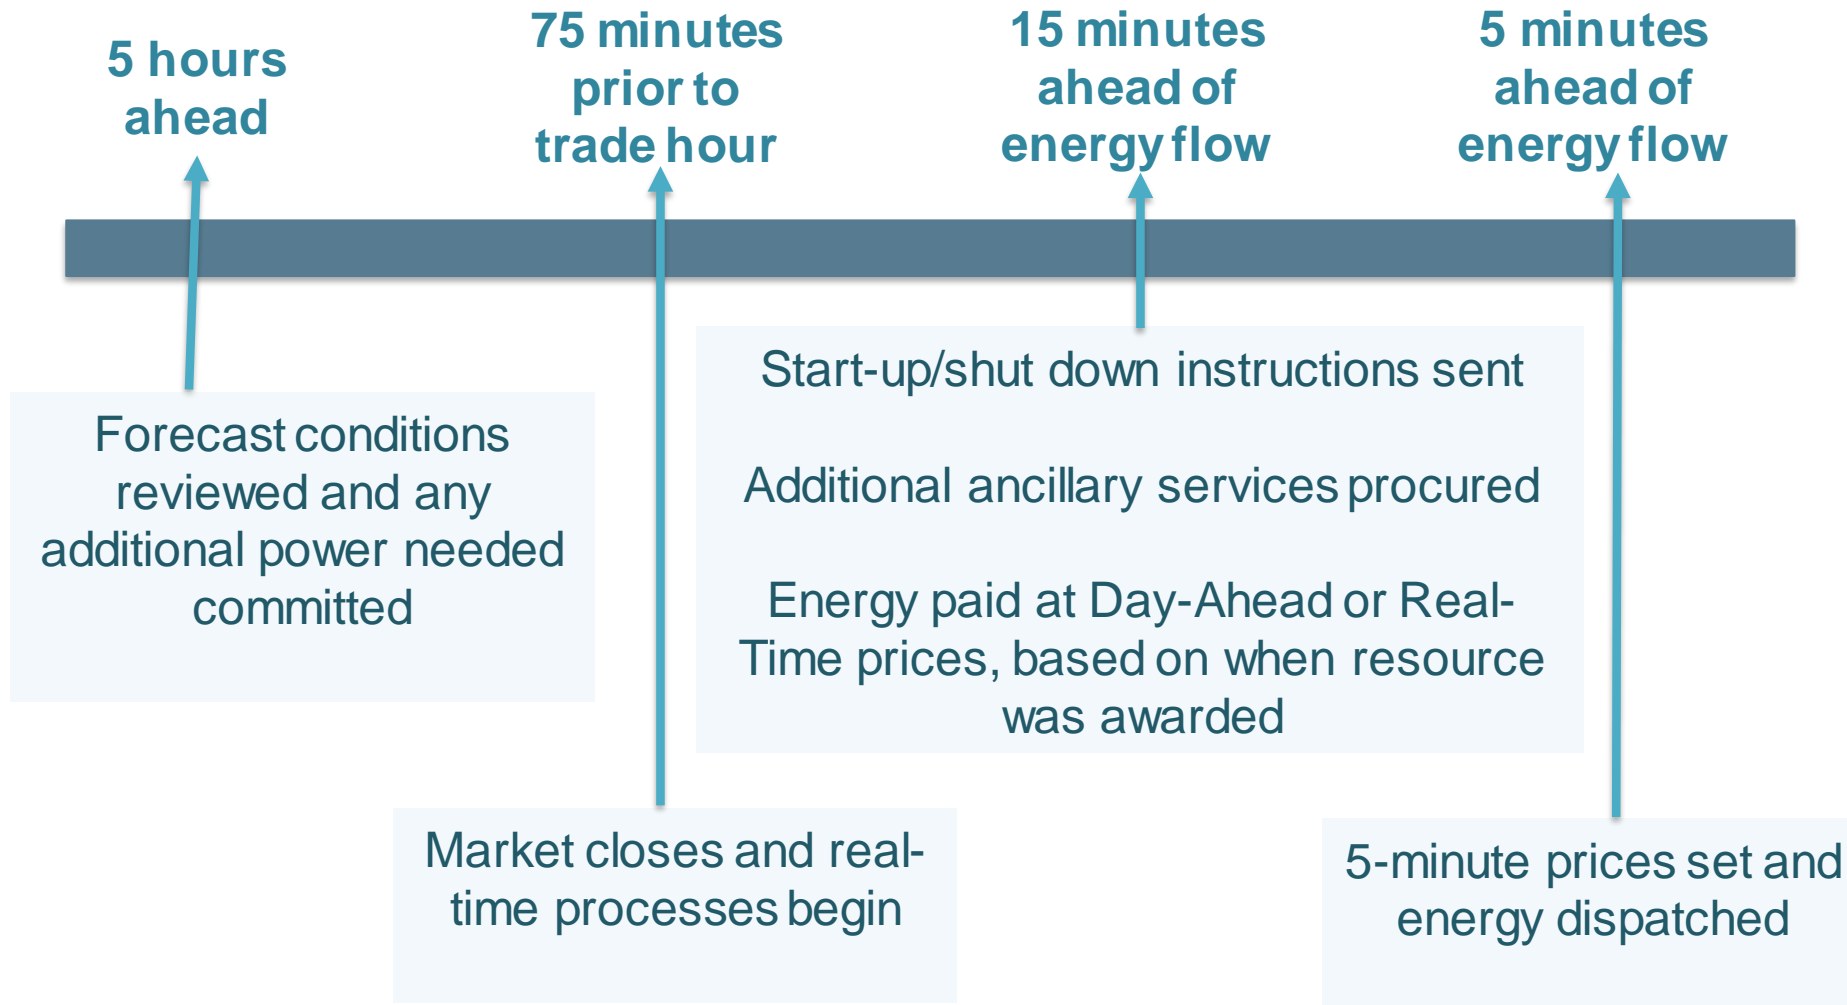 5 hours
ahead
75 minutes
prior to
trade hour
15 minutes
ahead of
energy flow
5 minutes
ahead of
energy flow
Forecast conditions
reviewed and any
additional power needed
committed
Market closes and real-
time processes begin
Start-up/shut down instructions sent
Additional ancillary services procured
Energy paid at Day-Ahead or Real-
Time prices, based on when resource
was awarded
5-minute prices set and
energy dispatched